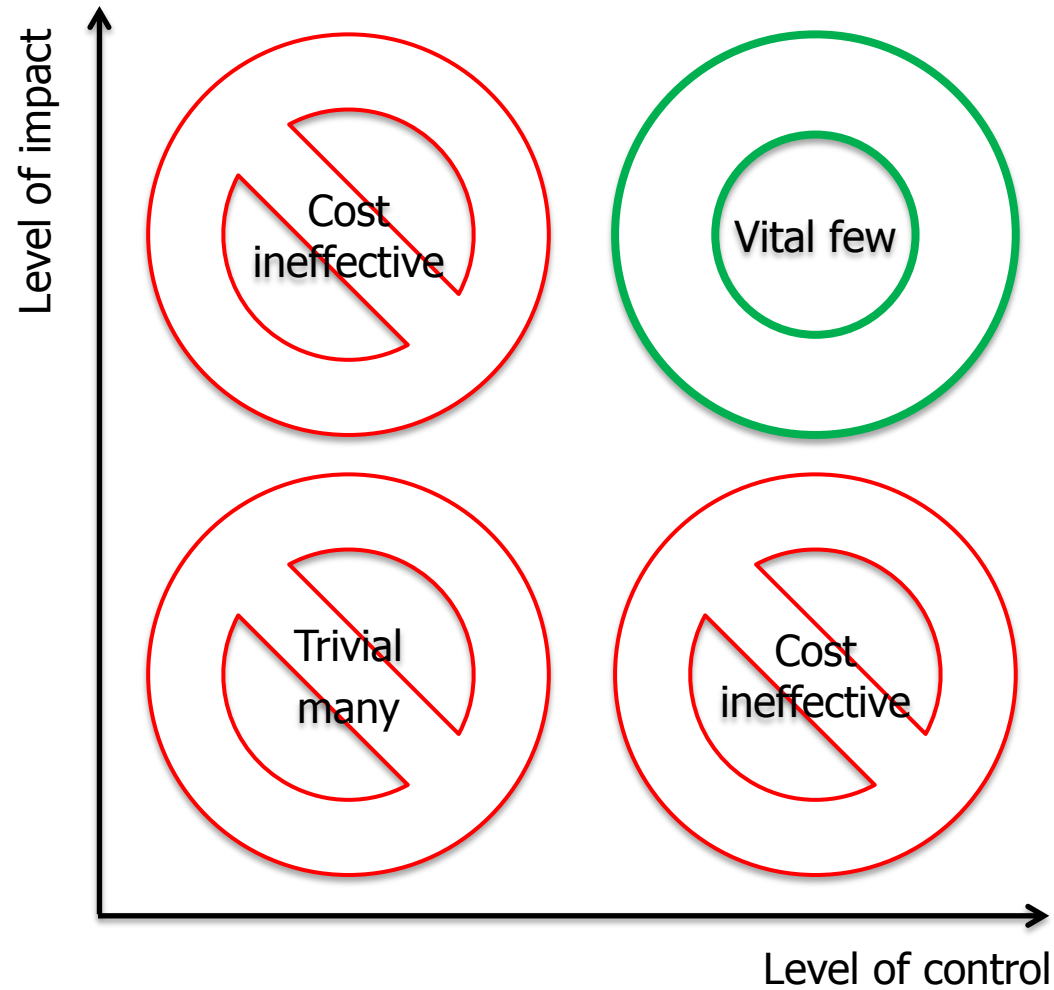 Level of impact
Cost
ineffective
Vital few
Trivial
many
Cost
ineffective
Level of control